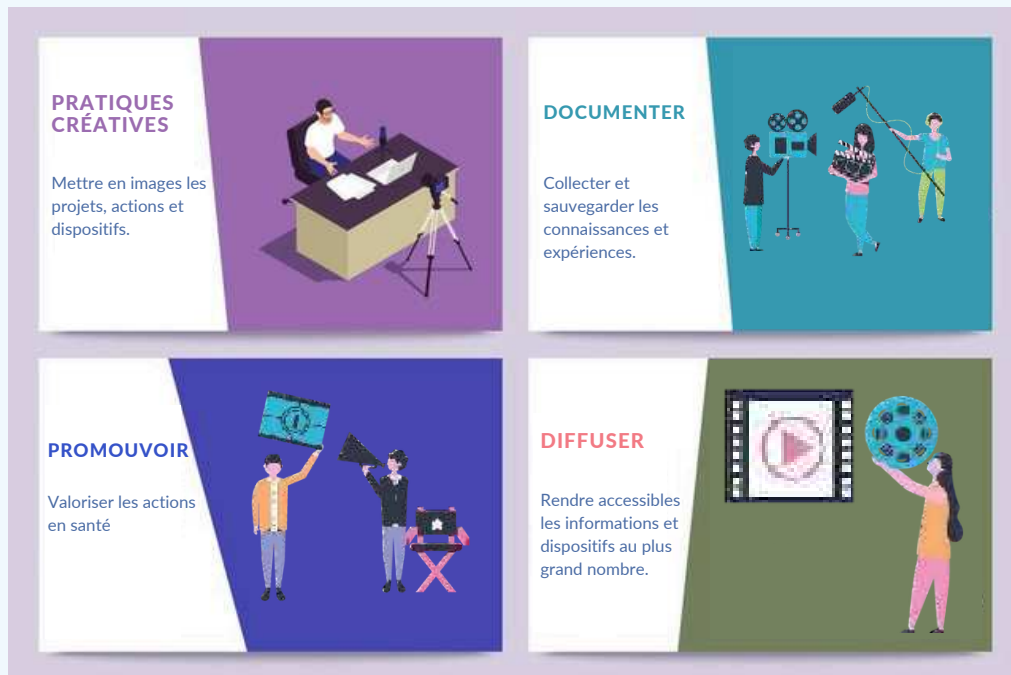 PRATIQUES
CRÉATIVES
Mettre en images les
projets, actions et
dispositifs.
DOCUMENTER
Collecter et
sauvegarder les
connaissances et
expériences.
PROMOUVOIR
Valoriser les actions
en santé
DIFFUSER
Rendre accessibles
les informations et
dispositifs au plus
grand nombre.